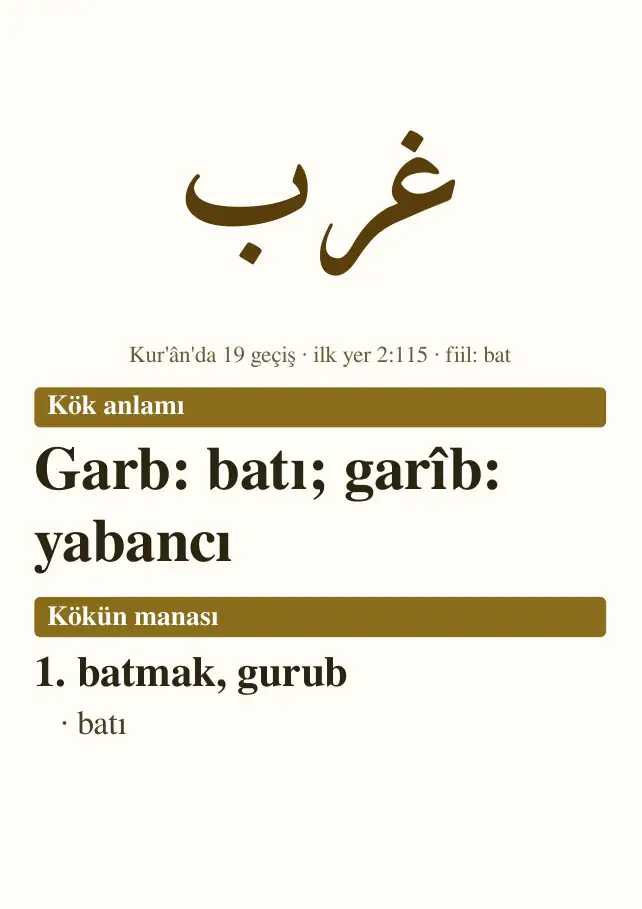 غرب
Kur'ân'da 19 geçiş · ilk yer 2:115 · fiil: bat
Kök anlamı
Garb: batı; garîb:
yabancı
Kökün manası
1. batmak, gurub
· batı